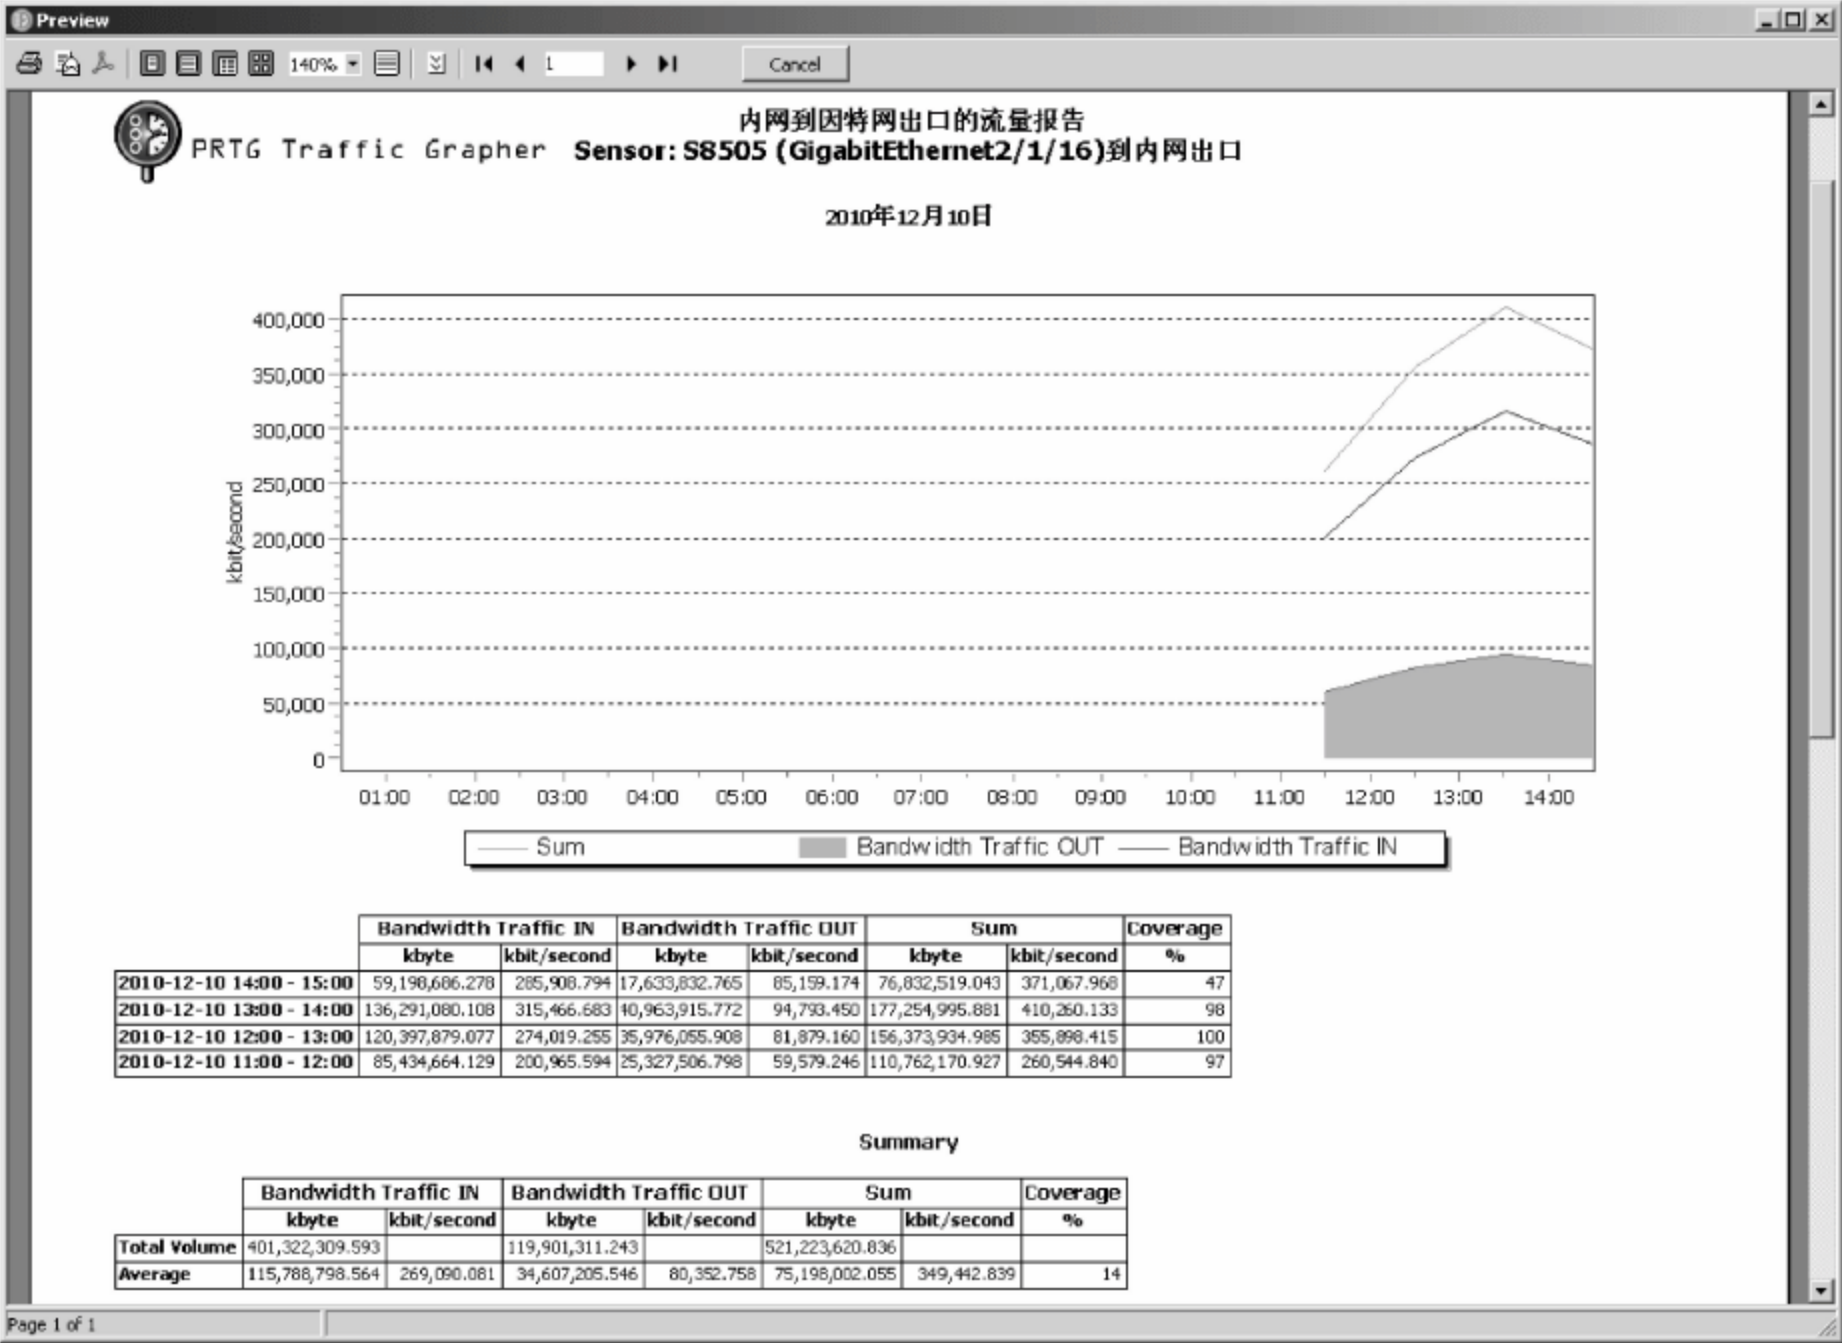 Preview
140% 1 Cancel
内网到因特网出口的流量报告
PRTG Traffic Grapher Sensor: S8505 (GigabitEthernet2/1/16)到内网出口
2010年12月10日
400,000
350,000
300,000
250,000
200,000
150,000
100,000
50,000
0
kbit/second
01:00 02:00 03:00 04:00 05:00 06:00 07:00 08:00 09:00 10:00 11:00 12:00 13:00 14:00
Sum Bandwidth Traffic OUT Bandwidth Traffic IN
Bandwidth Traffic IN Bandwidth Traffic OUT Sum Coverage
kbyte kbit/second kbyte kbit/second kbyte kbit/second %
2010-12-10 14:00 - 15:00 59,198,686.278 285,908.794 17,633,832.765 85,159.174 76,832,519.043 371,067.968 47
2010-12-10 13:00 - 14:00 136,291,080.108 315,466.683 40,963,915.772 94,793.450 177,254,995.881 410,260.133 98
2010-12-10 12:00 - 13:00 120,397,879.077 274,019.255 35,976,055.908 81,879.160 156,373,934.985 355,898.415 100
2010-12-10 11:00 - 12:00 85,434,664.129 200,965.594 25,327,506.798 59,579.246 110,762,170.927 260,544.840 97
Summary
Bandwidth Traffic IN Bandwidth Traffic OUT Sum Coverage
kbyte kbit/second kbyte kbit/second kbyte kbit/second %
Total Volume 401,322,309.593 119,901,311.243 521,223,620.836
Average 115,788,798.564 269,090.081 34,607,205.546 80,352.758 75,198,002.055 349,442.839 14
Page 1 of 1